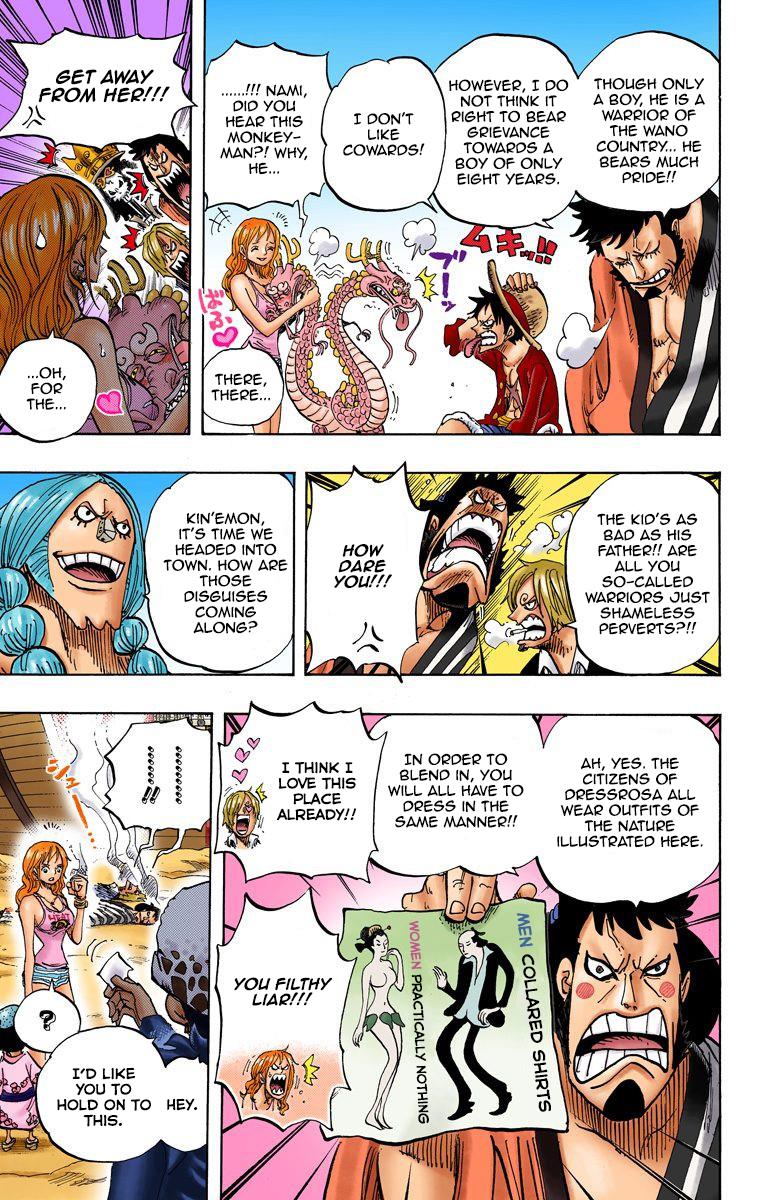 THOUGH ONLY
A BOY, HE IS A
WARRIOR OF
THE WANO
COUNTRY... HE
BEARS MUCH
PRIDE!!
HOWEVER, I DO
NOT THINK IT
RIGHT TO BEAR
GRIEVANCE
TOWARDS A
BOY OF ONLY
EIGHT YEARS.
ムキッ!!
I DON'T
LIKE
COWARDS!
ブーッ
......!!! NAMI,
DID YOU
HEAR THIS
MONKEY-
MAN?! WHY,
HE...
ばふ
THERE,
THERE...
GET AWAY
FROM HER!!!
...OH,
FOR
THE...
THE KID'S AS
BAD AS HIS
FATHER!! ARE
ALL YOU
SO-CALLED
WARRIORS JUST
SHAMELESS
PERVERTS?!!
HOW
DARE
YOU!!!
KIN'EMON,
IT'S TIME WE
HEADED INTO
TOWN. HOW ARE
THOSE
DISGUISES
COMING
ALONG?
AH, YES. THE
CITIZENS OF
DRESSROSA ALL
WEAR OUTFITS
OF THE NATURE
ILLUSTRATED HERE.
IN ORDER TO
BLEND IN, YOU
WILL ALL HAVE TO
DRESS IN THE
SAME MANNER!!
I THINK I
LOVE THIS
PLACE
ALREADY!!
MEN COLLARED SHIRTS
WOMEN PRACTICALLY NOTHING
YOU FILTHY
LIAR!!!
シュー...
HEY.
I'D LIKE
YOU TO
HOLD ON TO
THIS.
?